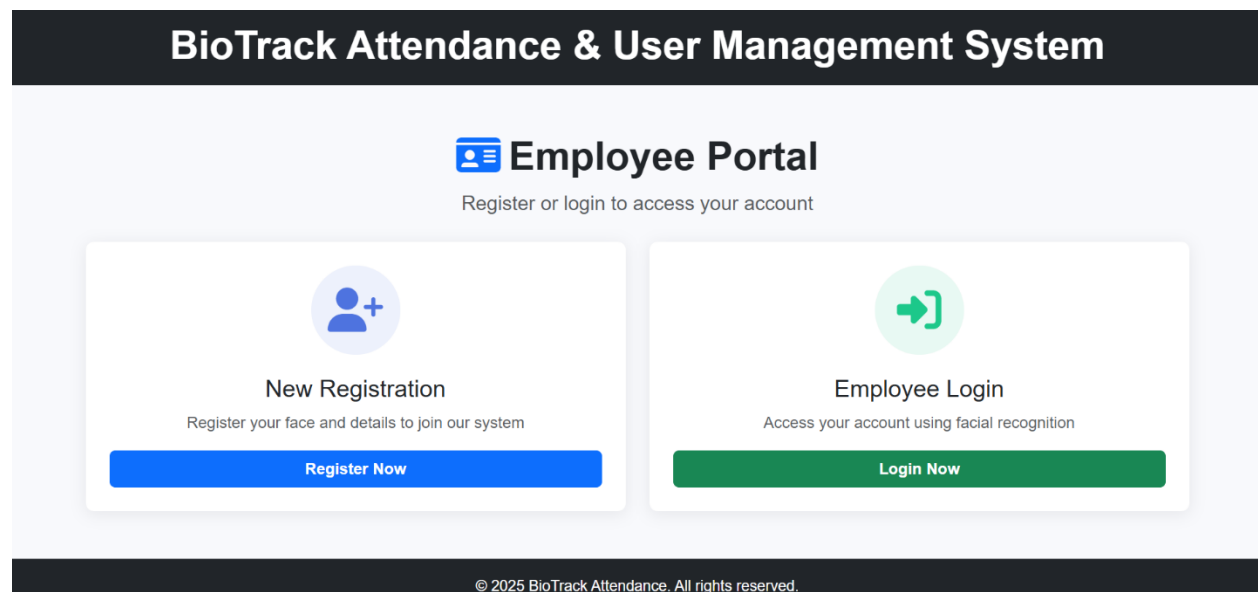 BioTrack Attendance & User Management System
Employee Portal
Register or login to access your account
New Registration
Register your face and details to join our system
Register Now
Employee Login
Access your account using facial recognition
Login Now
© 2025 BioTrack Attendance. All rights reserved.